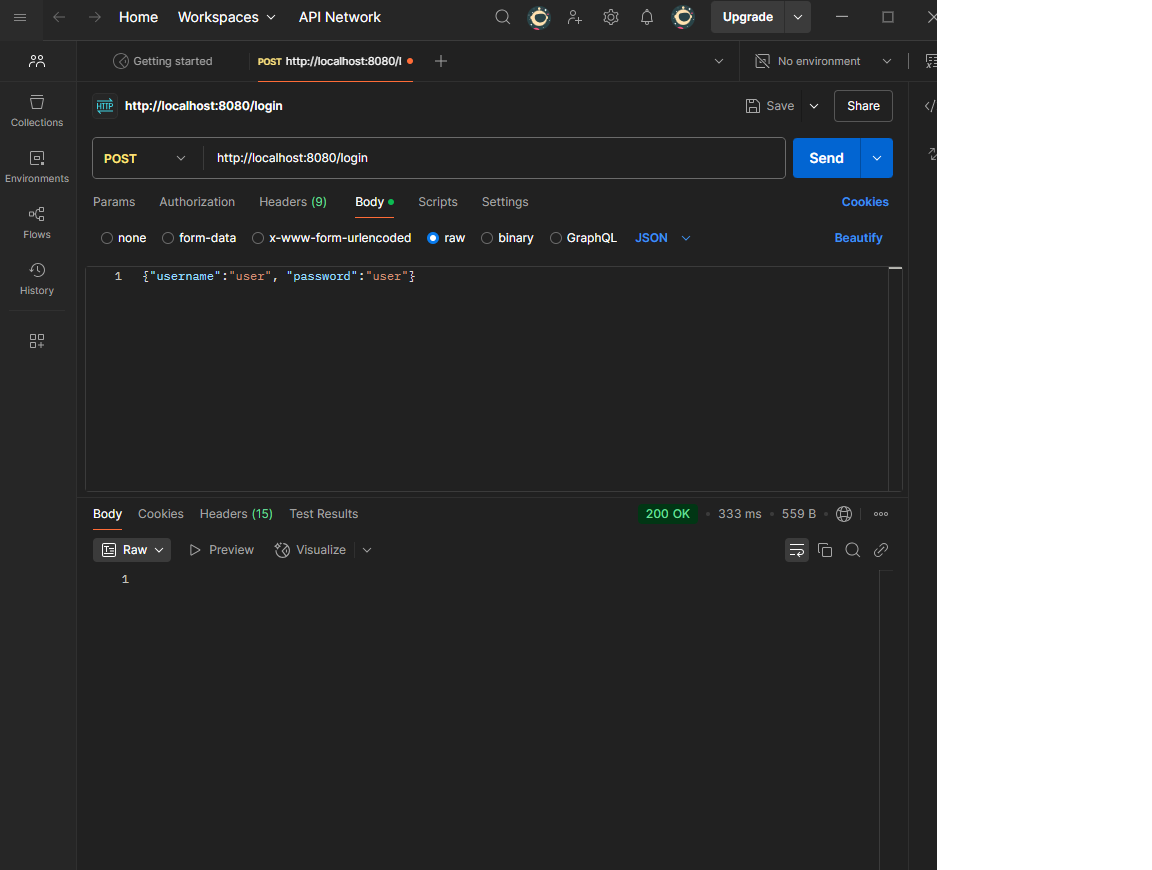 Home Workspaces API Network Upgrade
Getting started POST http://localhost:8080/l No environment
HTTP http://localhost:8080/login Save Share
Collections
POST http://localhost:8080/login Send
Environments
Params Authorization Headers (9) Body Scripts Settings Cookies
Flows
none form-data x-www-form-urlencoded raw binary GraphQL JSON Beautify
History
1 {"username":"user", "password":"user"}
Body Cookies Headers (15) Test Results 200 OK • 333 ms • 559 B •
Raw Preview Visualize
1